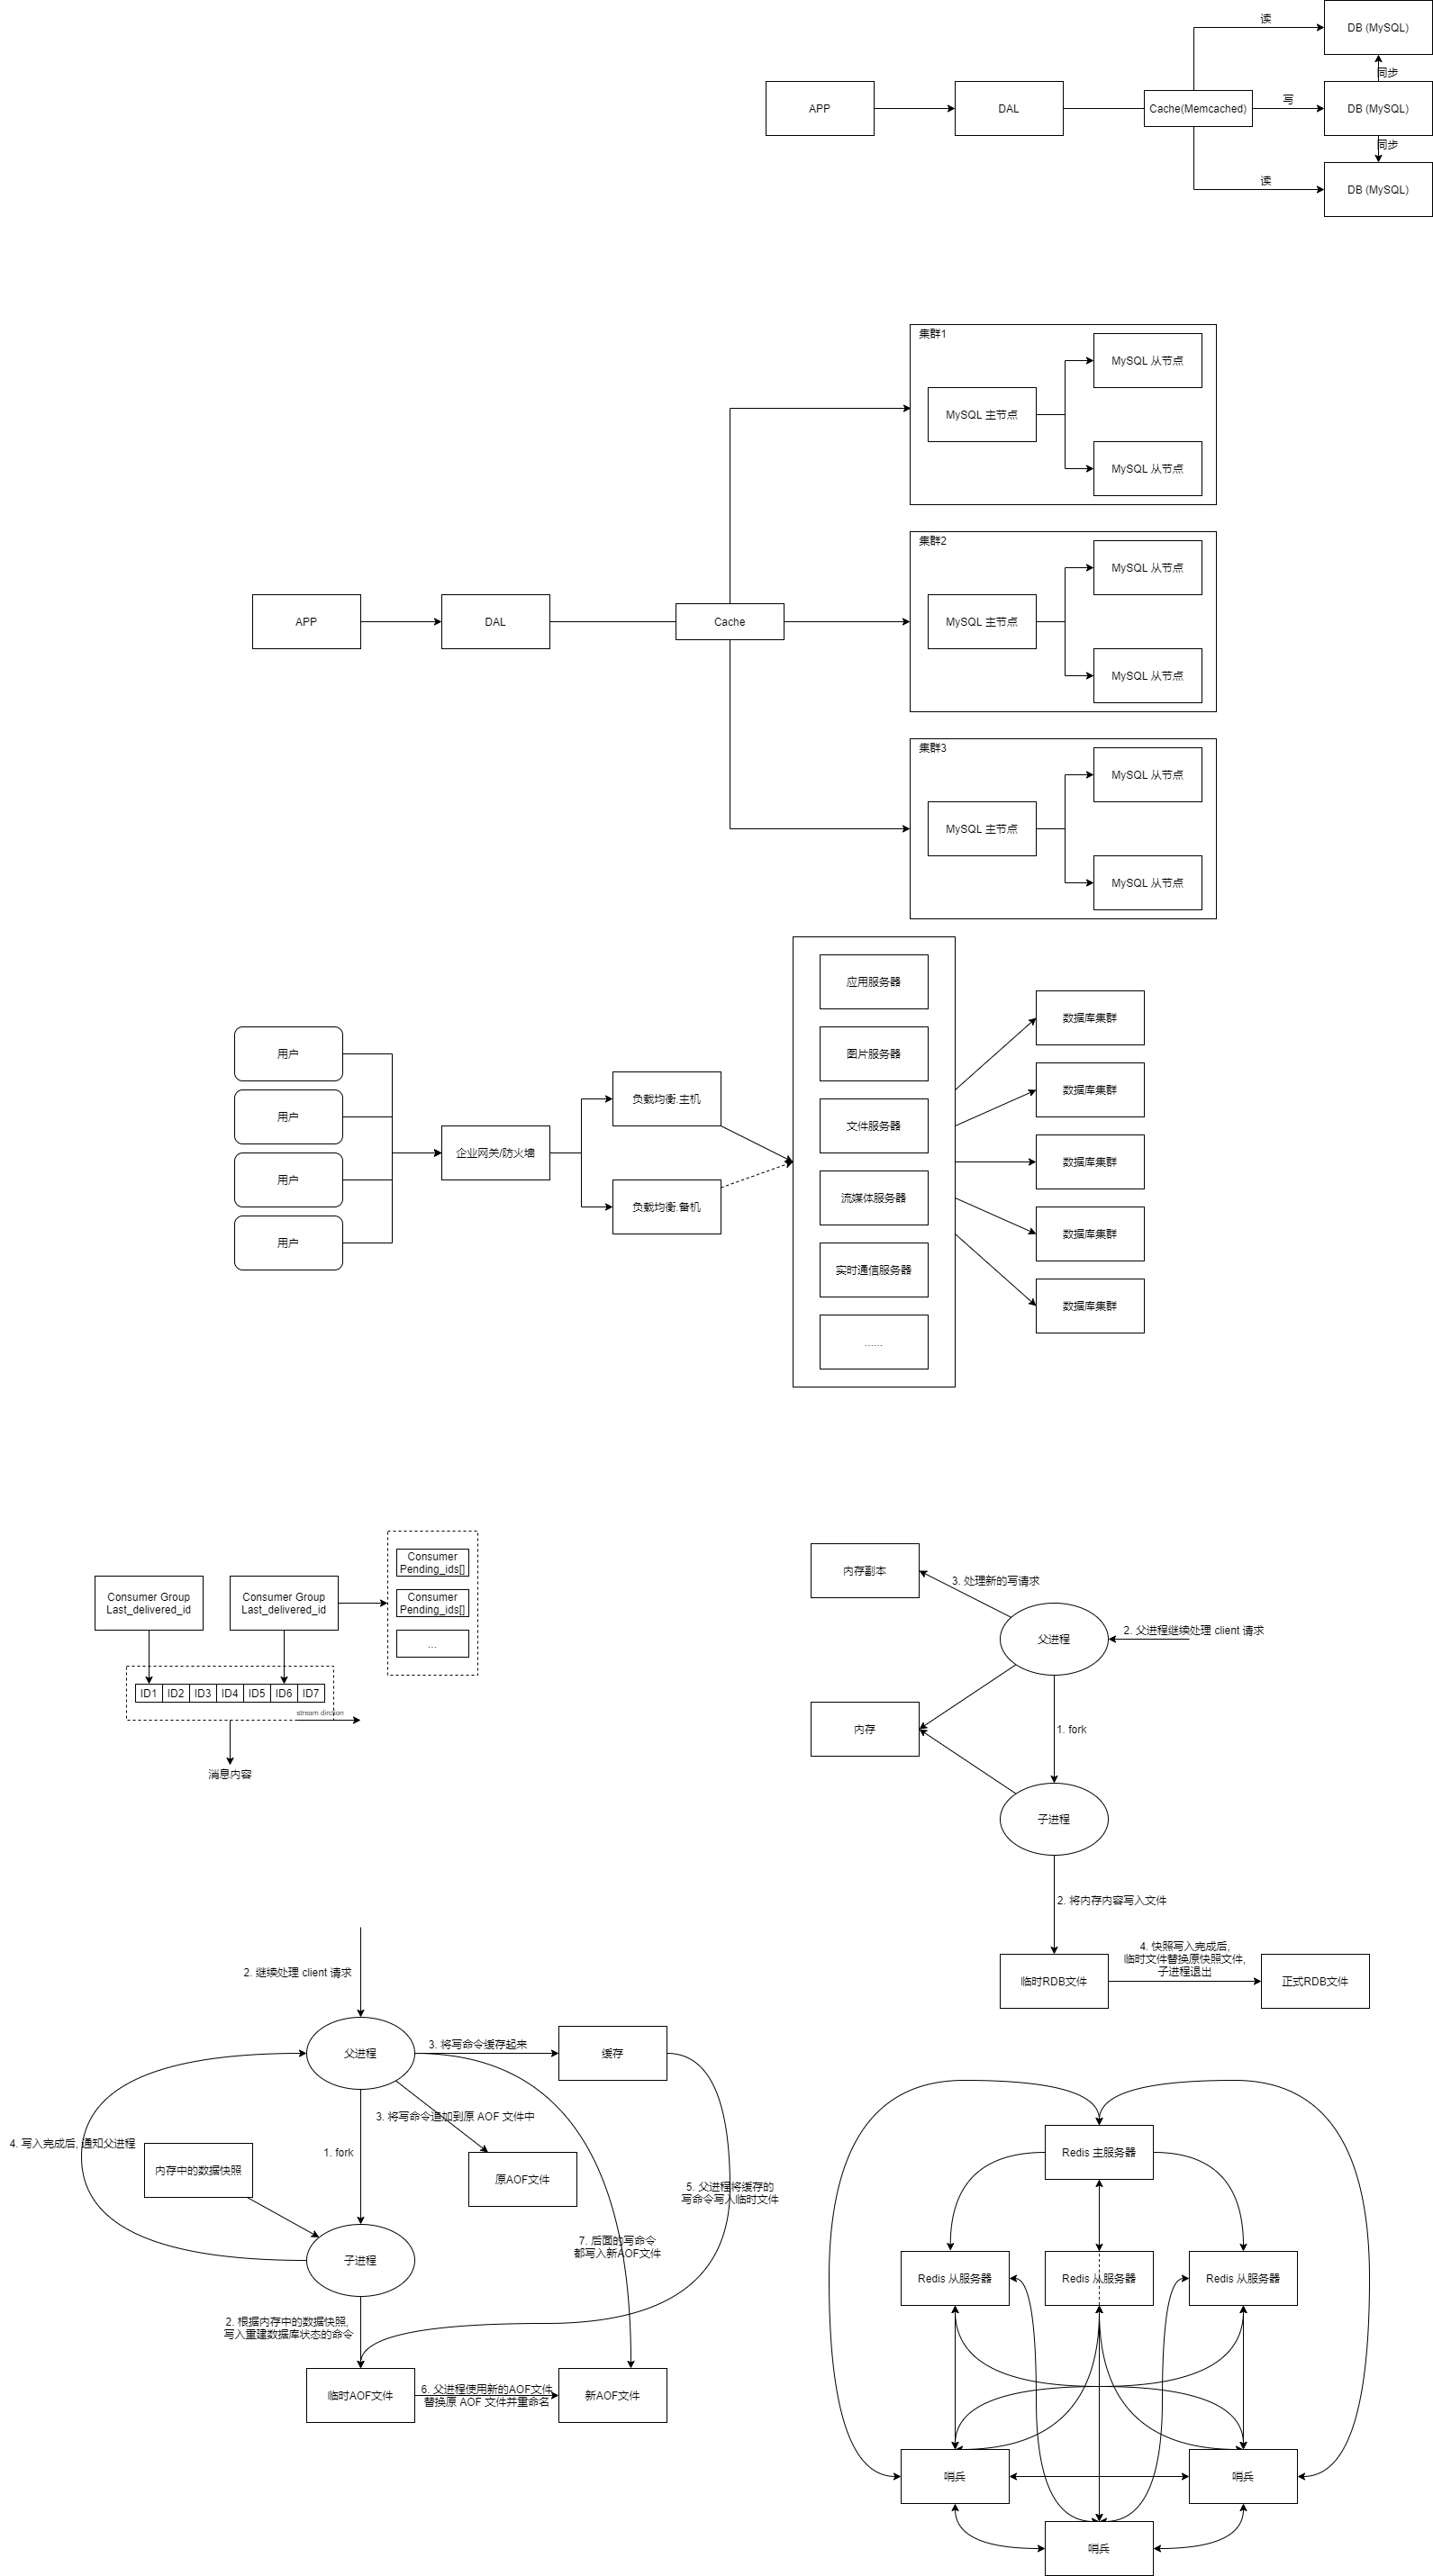 读
DB (MySQL)
同步
APP
DAL
Cache(Memcached)
写
DB (MySQL)
同步
读
DB (MySQL)
集群1
MySQL 从节点
MySQL 主节点
MySQL 从节点
集群2
MySQL 从节点
APP
DAL
Cache
MySQL 主节点
MySQL 从节点
集群3
MySQL 从节点
MySQL 主节点
MySQL 从节点
用户
用户
用户
用户
企业网关/防火墙
负载均衡.主机
负载均衡.备机
应用服务器
图片服务器
文件服务器
流媒体服务器
实时通信服务器
......
数据库集群
数据库集群
数据库集群
数据库集群
数据库集群
Consumer Group
Last_delivered_id
Consumer Group
Last_delivered_id
Consumer
Pending_ids[]
Consumer
Pending_ids[]
...
ID1
ID2
ID3
ID4
ID5
ID6
ID7
stream dirction
消息内容
内存副本
3. 处理新的写请求
父进程
2. 父进程继续处理 client 请求
内存
1. fork
子进程
2. 将内存内容写入文件
临时RDB文件
4. 快照写入完成后,
临时文件替换原快照文件,
子进程退出
正式RDB文件
2. 继续处理 client 请求
父进程
3. 将写命令缓存起来
缓存
3. 将写命令追加到原 AOF 文件中
4. 写入完成后, 通知父进程
1. fork
内存中的数据快照
原AOF文件
5. 父进程将缓存的
写命令写入临时文件
7. 后面的写命令
都写入新AOF文件
子进程
2. 根据内存中的数据快照,
写入重建数据库状态的命令
临时AOF文件
6. 父进程使用新的AOF文件
替换原 AOF 文件并重命名
新AOF文件
Redis 主服务器
Redis 从服务器
Redis 从服务器
Redis 从服务器
哨兵
哨兵
哨兵